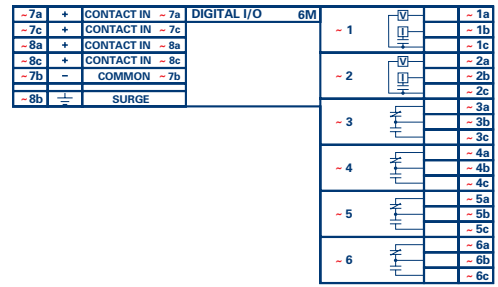 ~ 7a + CONTACT IN ~ 7a DIGITAL I/O 6M
~ 7c + CONTACT IN ~ 7c
~ 8a + CONTACT IN ~ 8a
~ 8c + CONTACT IN ~ 8c
~ 7b – COMMON ~ 7b
~ 8b SURGE
~ 1 V I ~ 1a
~ 1b
~ 1c
~ 2 V I ~ 2a
~ 2b
~ 2c
~ 3 ~ 3a
~ 3b
~ 3c
~ 4 ~ 4a
~ 4b
~ 4c
~ 5 ~ 5a
~ 5b
~ 5c
~ 6 ~ 6a
~ 6b
~ 6c